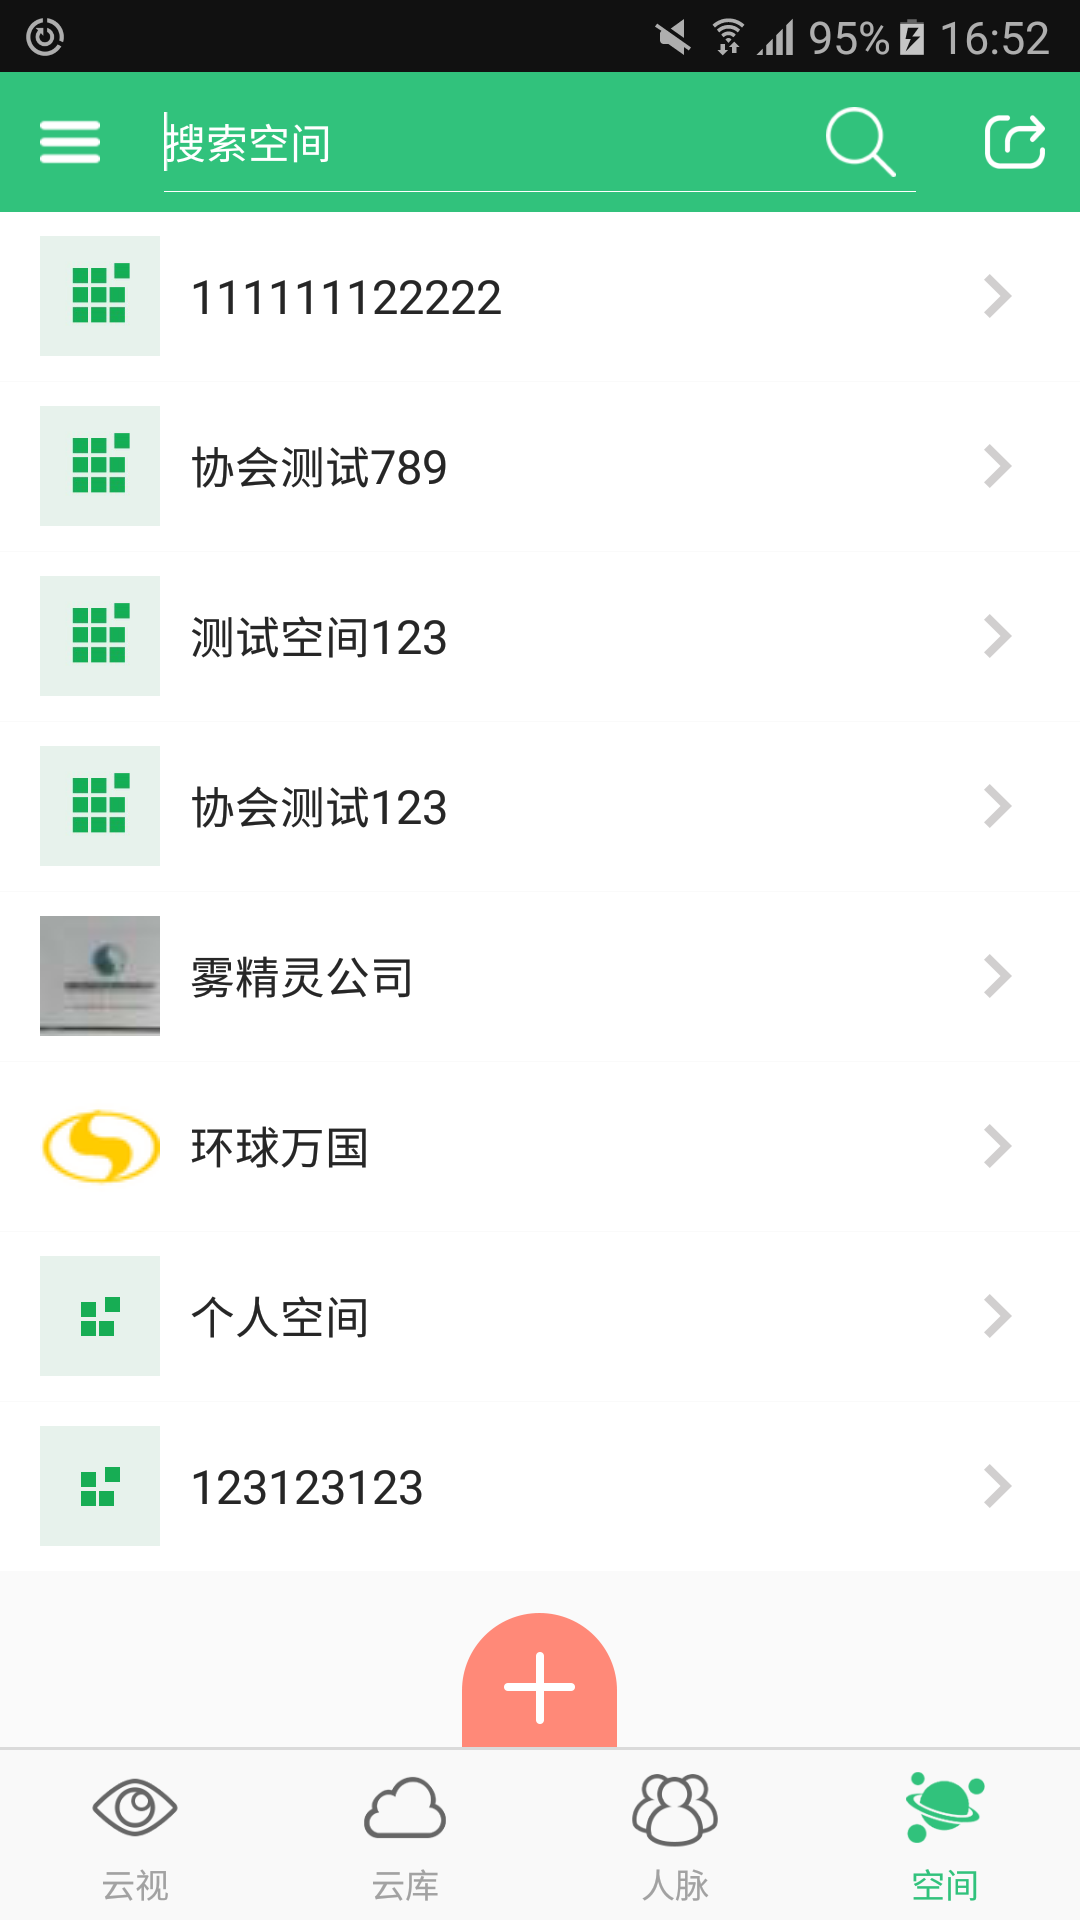 95% 16:52
搜索空间
111111122222
协会测试789
测试空间123
协会测试123
雾精灵公司
环球万国
个人空间
123123123
云视 云库 人脉 空间